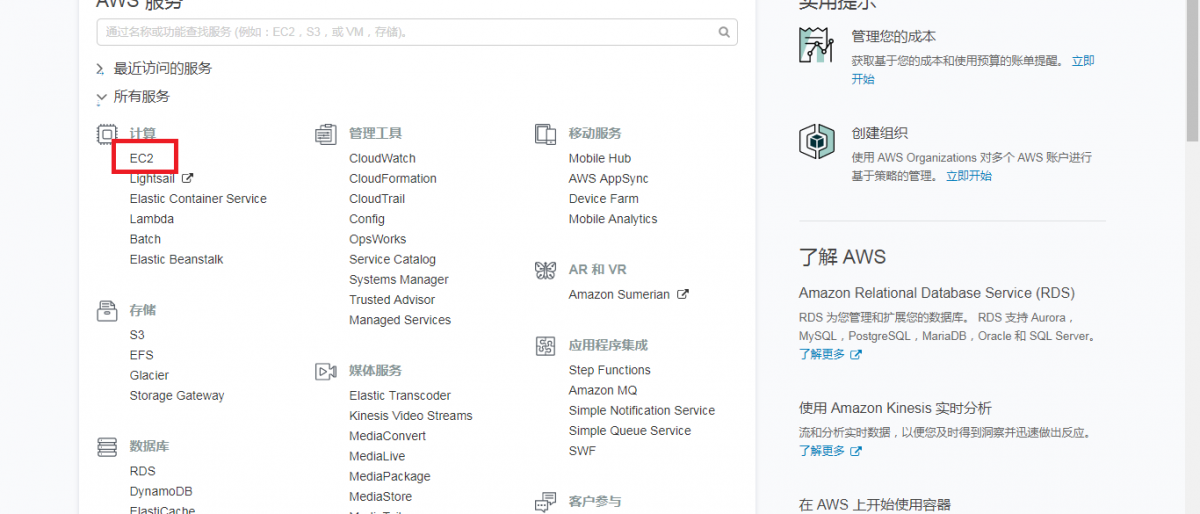 AWS 服务
通过名称或功能查找服务 (例如：EC2，S3，或 VM，存储)。
最近访问的服务
所有服务
计算
EC2
Lightsail
Elastic Container Service
Lambda
Batch
Elastic Beanstalk
存储
S3
EFS
Glacier
Storage Gateway
数据库
RDS
DynamoDB
ElastiCache
管理工具
CloudWatch
CloudFormation
CloudTrail
Config
OpsWorks
Service Catalog
Systems Manager
Trusted Advisor
Managed Services
媒体服务
Elastic Transcoder
Kinesis Video Streams
MediaConvert
MediaLive
MediaPackage
MediaStore
移动服务
Mobile Hub
AWS AppSync
Device Farm
Mobile Analytics
AR 和 VR
Amazon Sumerian
应用程序集成
Step Functions
Amazon MQ
Simple Notification Service
Simple Queue Service
SWF
客户参与
实用提示
管理您的成本
获取基于您的成本和使用预算的账单提醒。 立即
开始
创建组织
使用 AWS Organizations 对多个 AWS 账户进行
基于策略的管理。 立即开始
了解 AWS
Amazon Relational Database Service (RDS)
RDS 为您管理和扩展您的数据库。 RDS 支持 Aurora，
MySQL，PostgreSQL，MariaDB，Oracle 和 SQL Server。
了解更多
使用 Amazon Kinesis 实时分析
流和分析实时数据，以便您及时得到洞察并迅速做出反应。
了解更多
在 AWS 上开始使用容器